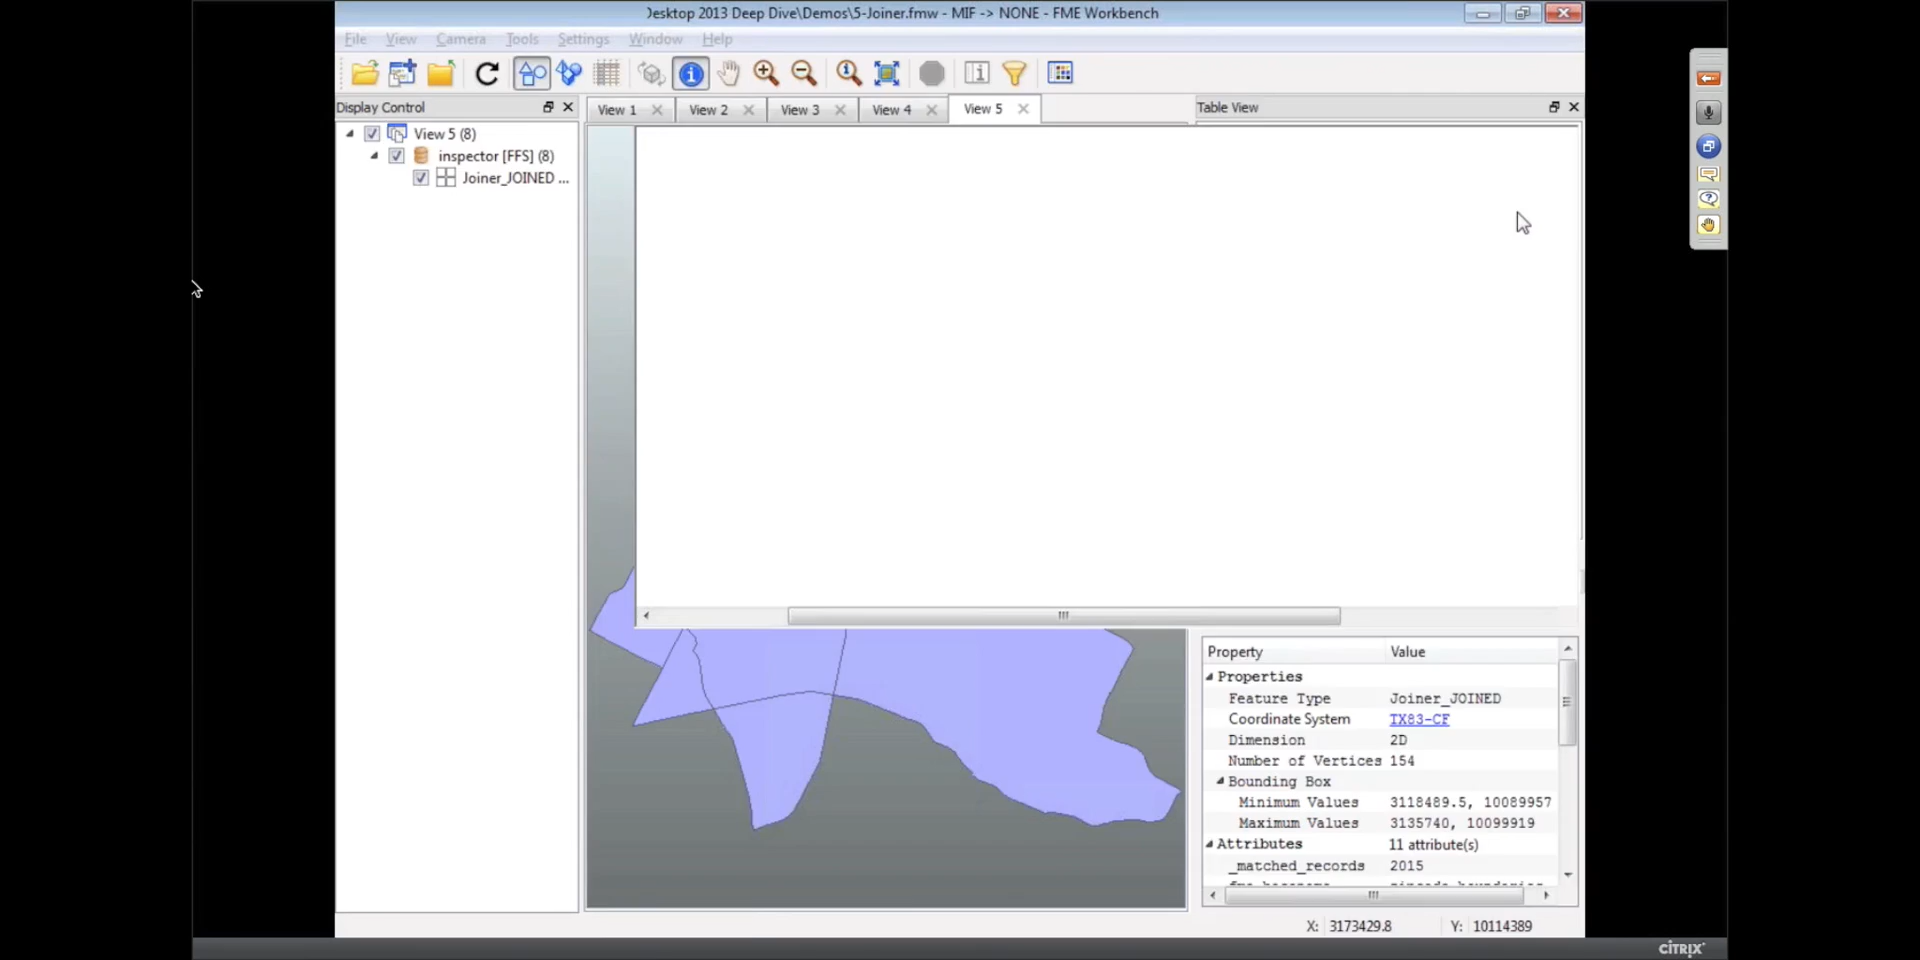 Desktop 2013 Deep Dive\Demos\5-Joiner.fmw - MIF -> NONE - FME Workbench
File View Camera Tools Settings Window Help
Display Control
View 1 View 2 View 3 View 4 View 5
Table View
View 5 (8)
inspector [FFS] (8)
Joiner_JOINED ...
Property Value
Properties
Feature Type Joiner_JOINED
Coordinate System TX83-CF
Dimension 2D
Number of Vertices 154
Bounding Box
Minimum Values 3118489.5, 10089957
Maximum Values 3135740, 10099919
Attributes 11 attribute(s)
_matched_records 2015
X: 3173429.8 Y: 10114389
CITRIX